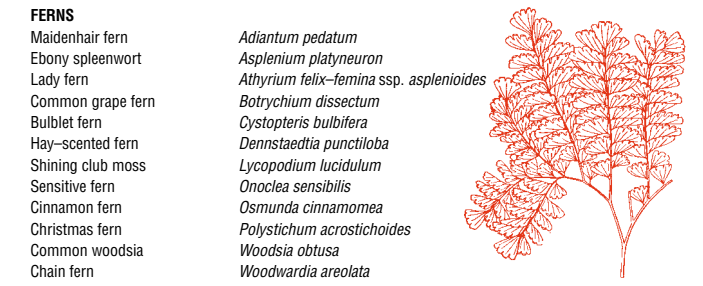 FERNS
Maidenhair fern Adiantum pedatum
Ebony spleenwort Asplenium platyneuron
Lady fern Athyrium felix–femina ssp. asplenioides
Common grape fern Botrychium dissectum
Bulblet fern Cystopteris bulbifera
Hay–scented fern Dennstaedtia punctiloba
Shining club moss Lycopodium lucidulum
Sensitive fern Onoclea sensibilis
Cinnamon fern Osmunda cinnamomea
Christmas fern Polystichum acrostichoides
Common woodsia Woodsia obtusa
Chain fern Woodwardia areolata